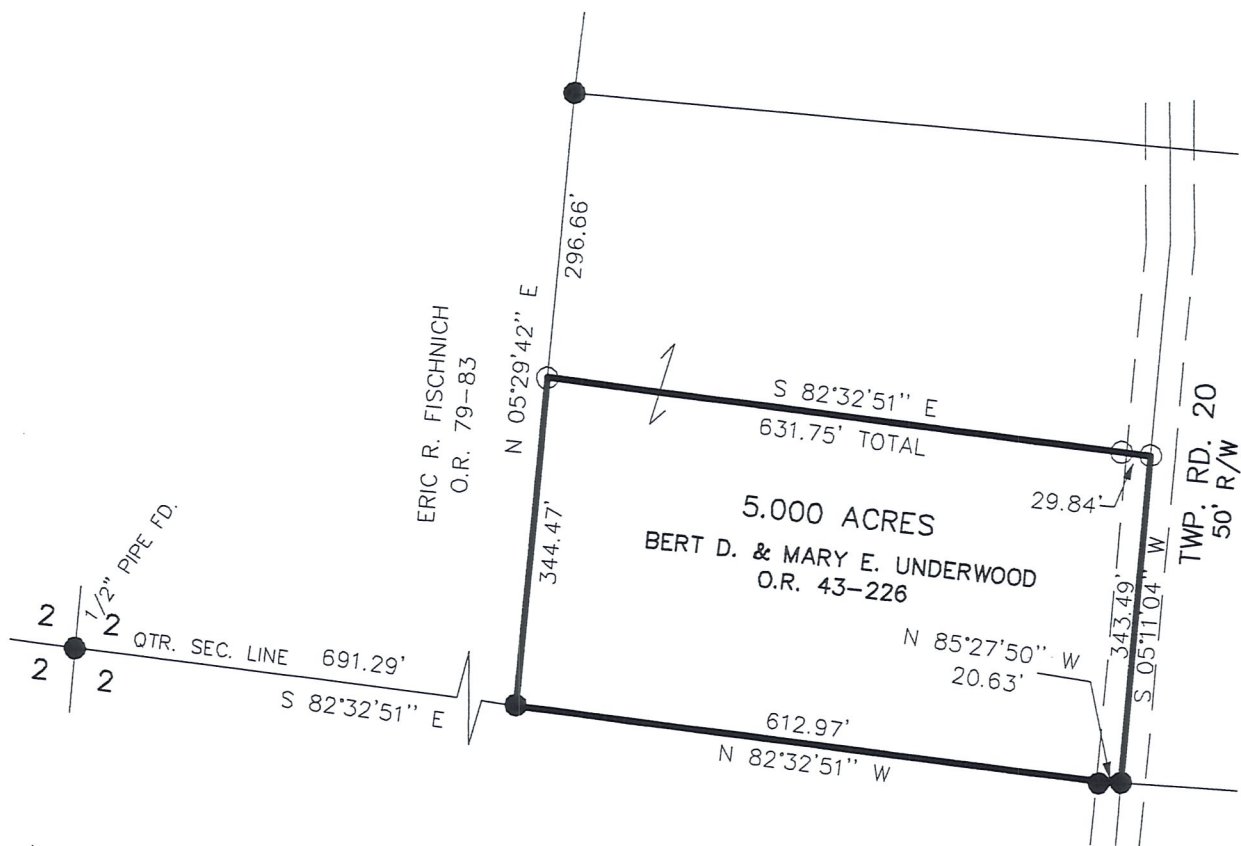 296.66'
ERIC R. FISCHNICH
O.R. 79-83
N 05°29'42" E
S 82°32'51" E
631.75' TOTAL
TWP. RD. 20
50' R/W
29.84'
5.000 ACRES
BERT D. & MARY E. UNDERWOOD
O.R. 43-226
344.47'
343.49'
S 05°11'04" W
N 85°27'50" W
20.63'
1/2" PIPE FD.
2 2
2 2
QTR. SEC. LINE 691.29'
S 82°32'51" E
612.97'
N 82°32'51" W